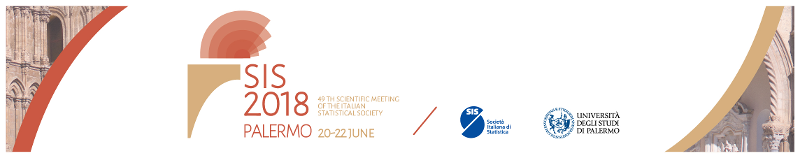 SIS
2018
PALERMO
49TH SCIENTIFIC MEETING
OF THE ITALIAN
STATISTICAL SOCIETY
20-22 JUNE
SIS
Società
Italiana di
Statistica
UNIVERSITÀ
DEGLI STUDI
DI PALERMO